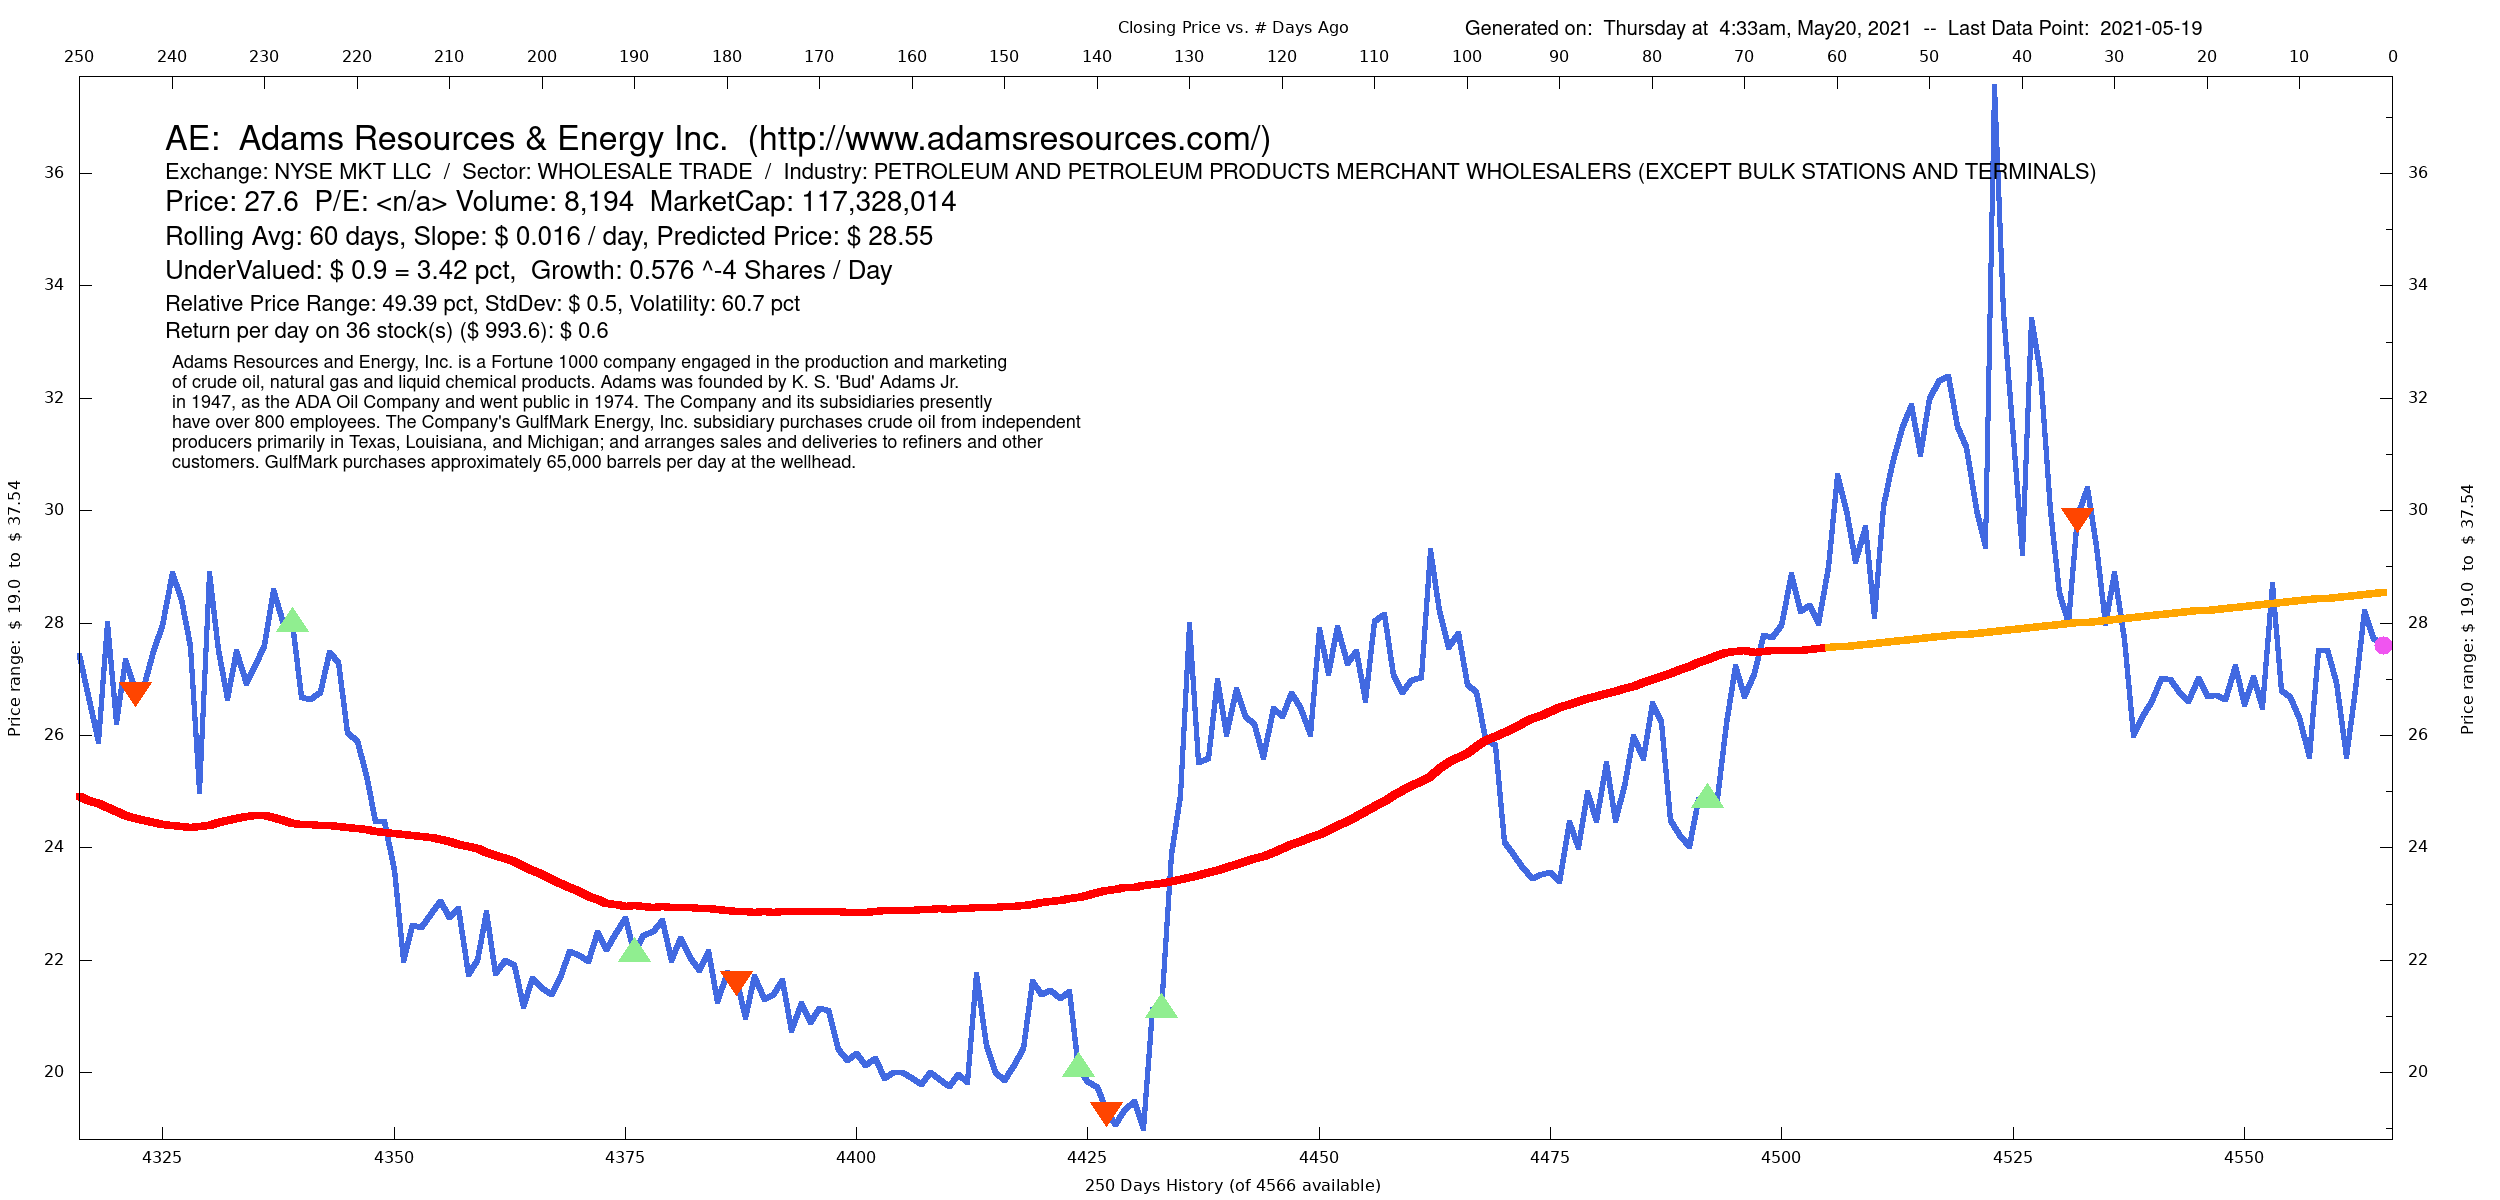 Closing Price vs. # Days Ago
Generated on:  Thursday at  4:33am, May20, 2021  --  Last Data Point:  2021-05-19
250 240 230 220 210 200 190 180 170 160 150 140 130 120 110 100 90 80 70 60 50 40 30 20 10 0
AE:  Adams Resources & Energy Inc.  (http://www.adamsresources.com/)
Exchange: NYSE MKT LLC  /  Sector: WHOLESALE TRADE  /  Industry: PETROLEUM AND PETROLEUM PRODUCTS MERCHANT WHOLESALERS (EXCEPT BULK STATIONS AND TERMINALS)
Price: 27.6  P/E: <n/a> Volume: 8,194  MarketCap: 117,328,014
Rolling Avg: 60 days, Slope: $ 0.016 / day, Predicted Price: $ 28.55
UnderValued: $ 0.9 = 3.42 pct,  Growth: 0.576 ^-4 Shares / Day
Relative Price Range: 49.39 pct, StdDev: $ 0.5, Volatility: 60.7 pct
Return per day on 36 stock(s) ($ 993.6): $ 0.6
Adams Resources and Energy, Inc. is a Fortune 1000 company engaged in the production and marketing
of crude oil, natural gas and liquid chemical products. Adams was founded by K. S. 'Bud' Adams Jr.
in 1947, as the ADA Oil Company and went public in 1974. The Company and its subsidiaries presently
have over 800 employees. The Company's GulfMark Energy, Inc. subsidiary purchases crude oil from independent
producers primarily in Texas, Louisiana, and Michigan; and arranges sales and deliveries to refiners and other
customers. GulfMark purchases approximately 65,000 barrels per day at the wellhead.
Price range:  $ 19.0  to  $ 37.54
36
34
32
30
28
26
24
22
20
36
34
32
30
28
26
24
22
20
Price range: $ 19.0  to  $ 37.54
4325 4350 4375 4400 4425 4450 4475 4500 4525 4550
250 Days History (of 4566 available)